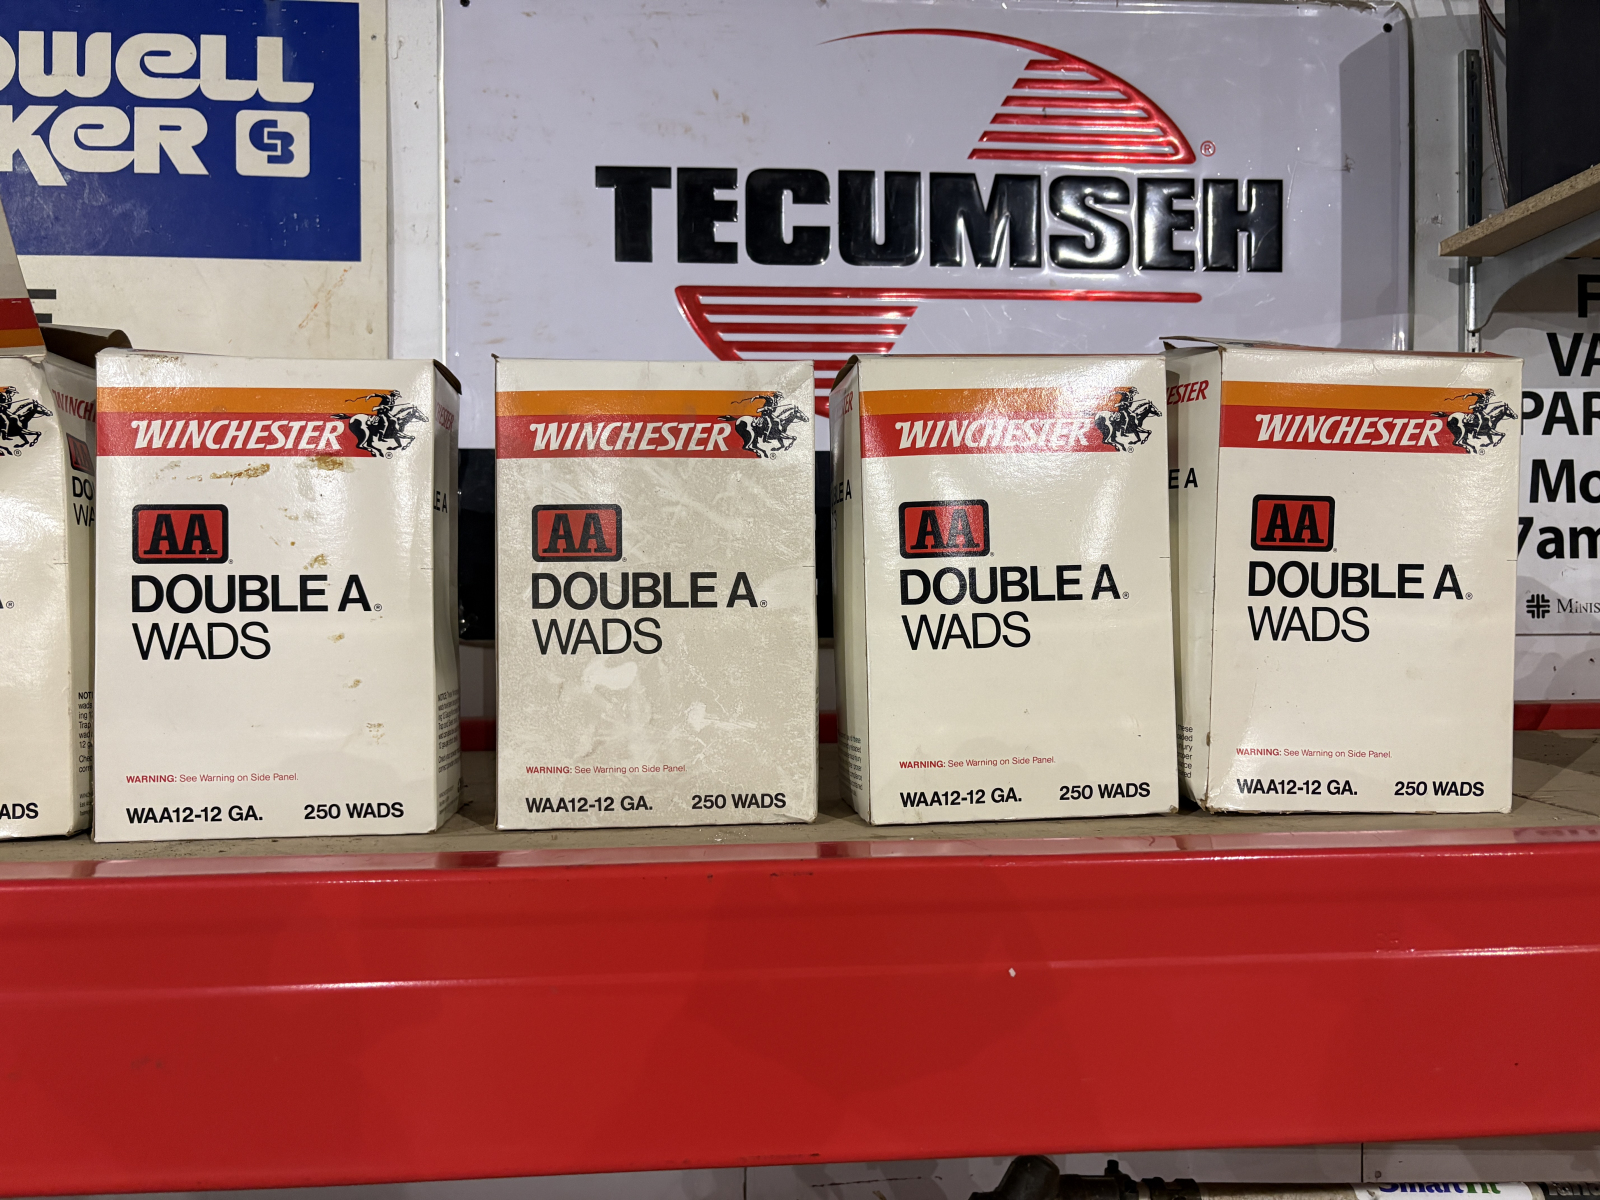 TECUMSEH
®
WINCHESTER
AA
DOUBLE A®
WADS
WARNING: See Warning on Side Panel.
WAA12-12 GA. 250 WADS
WINCHESTER
AA
DOUBLE A®
WADS
WARNING: See Warning on Side Panel.
WAA12-12 GA. 250 WADS
WINCHESTER
AA
DOUBLE A®
WADS
WARNING: See Warning on Side Panel.
WAA12-12 GA. 250 WADS
WINCHESTER
AA
DOUBLE A®
WADS
WARNING: See Warning on Side Panel.
WAA12-12 GA. 250 WADS
7am